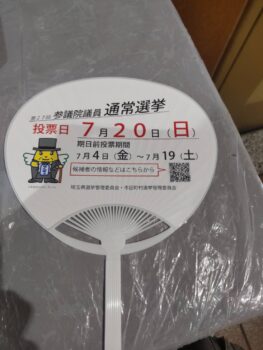 第27回 参議院議員 通常選挙
投票日 7月20日(日)
期日前投票期間
7月4日(金)~7月19(土)
候補者の情報などはこちらから
埼玉県選挙管理委員会・市区町村選挙管理委員会